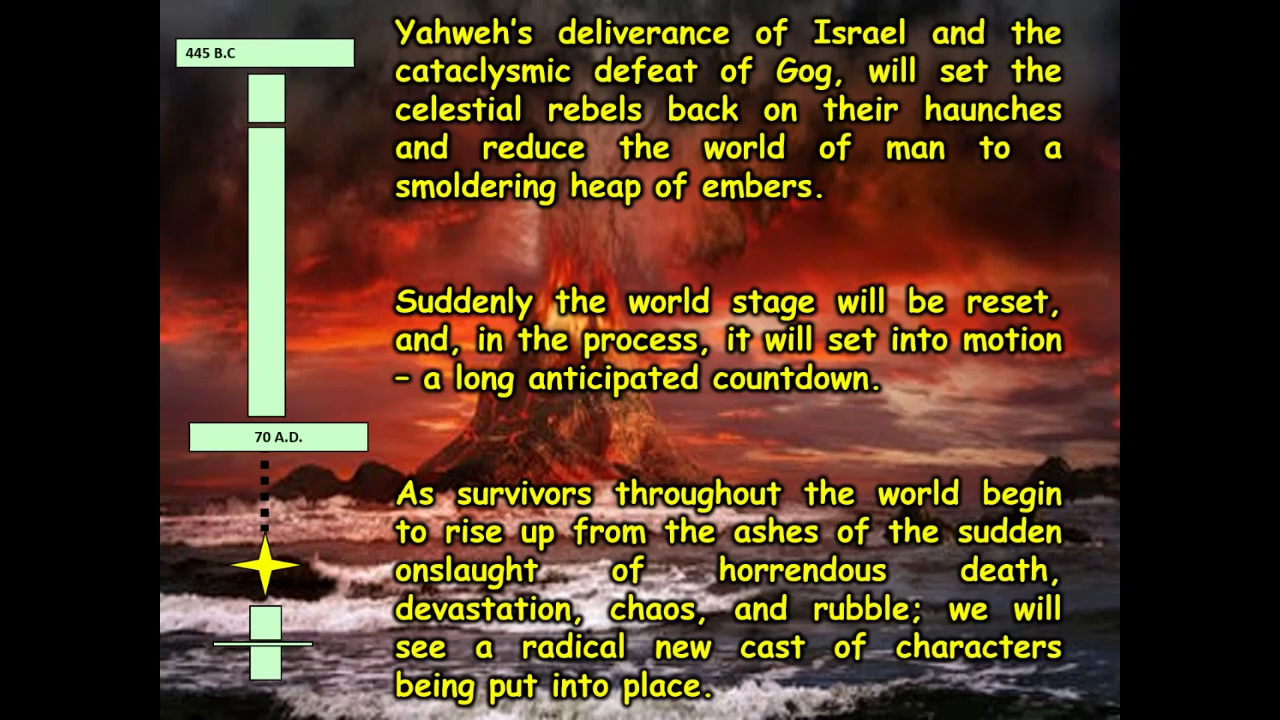 445 B.C
Yahweh's deliverance of Israel and the
cataclysmic defeat of Gog, will set the
celestial rebels back on their haunches
and reduce the world of man to a
smoldering heap of embers.
Suddenly the world stage will be reset,
and, in the process, it will set into motion
– a long anticipated countdown.
70 A.D.
As survivors throughout the world begin
to rise up from the ashes of the sudden
onslaught of horrendous death,
devastation, chaos, and rubble; we will
see a radical new cast of characters
being put into place.